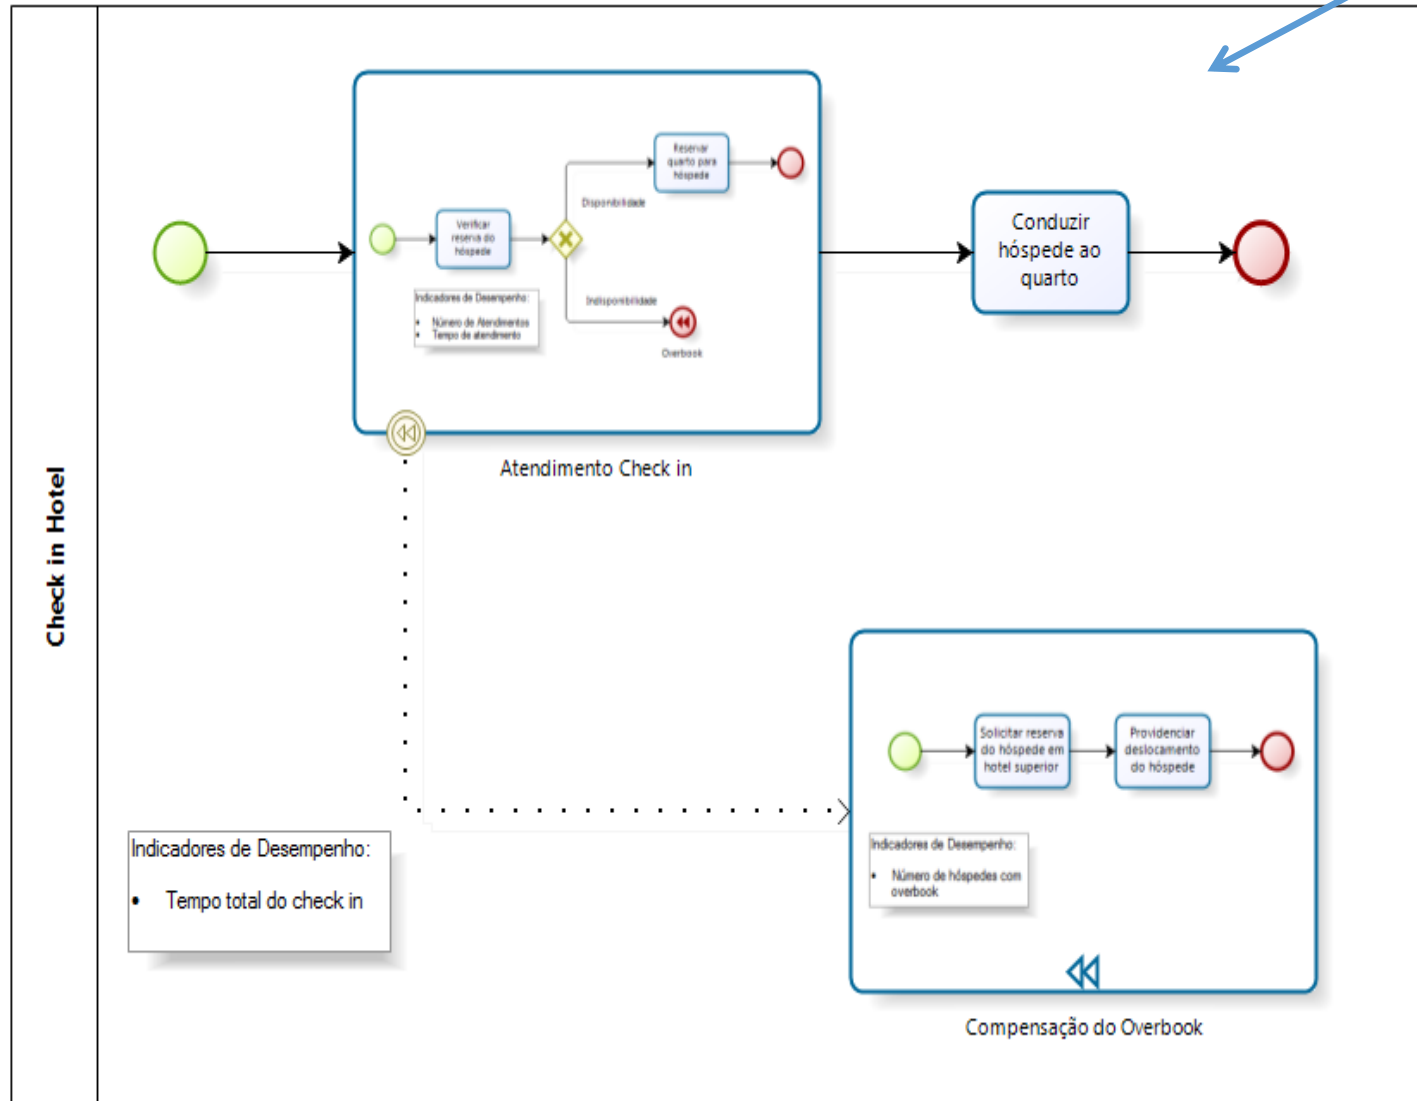 Check in Hotel
Verificar
reserva do
hóspede
Disponibilidade
Reservar
quarto para
hóspede
Indisponibilidade
Overbook
Indicadores de Desempenho:
• Número de Atendimentos
• Tempo de atendimento
Atendimento Check in
Conduzir
hóspede ao
quarto
Solicitar reserva
do hóspede em
hotel superior
Providenciar
deslocamento
do hóspede
Indicadores de Desempenho:
• Número de hóspedes com
overbook
Compensação do Overbook
Indicadores de Desempenho:
• Tempo total do check in